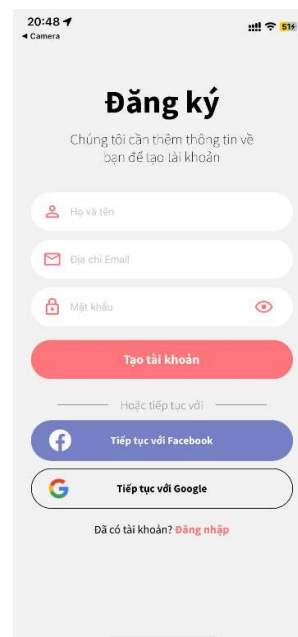 20:48
◀ Camera
51
Đăng ký
Chúng tôi cần thêm thông tin về
bạn để tạo tài khoản
Họ và tên
Địa chỉ Email
Mật khẩu
Tạo tài khoản
Hoặc tiếp tục với
Tiếp tục với Facebook
Tiếp tục với Google
Đã có tài khoản? Đăng nhập